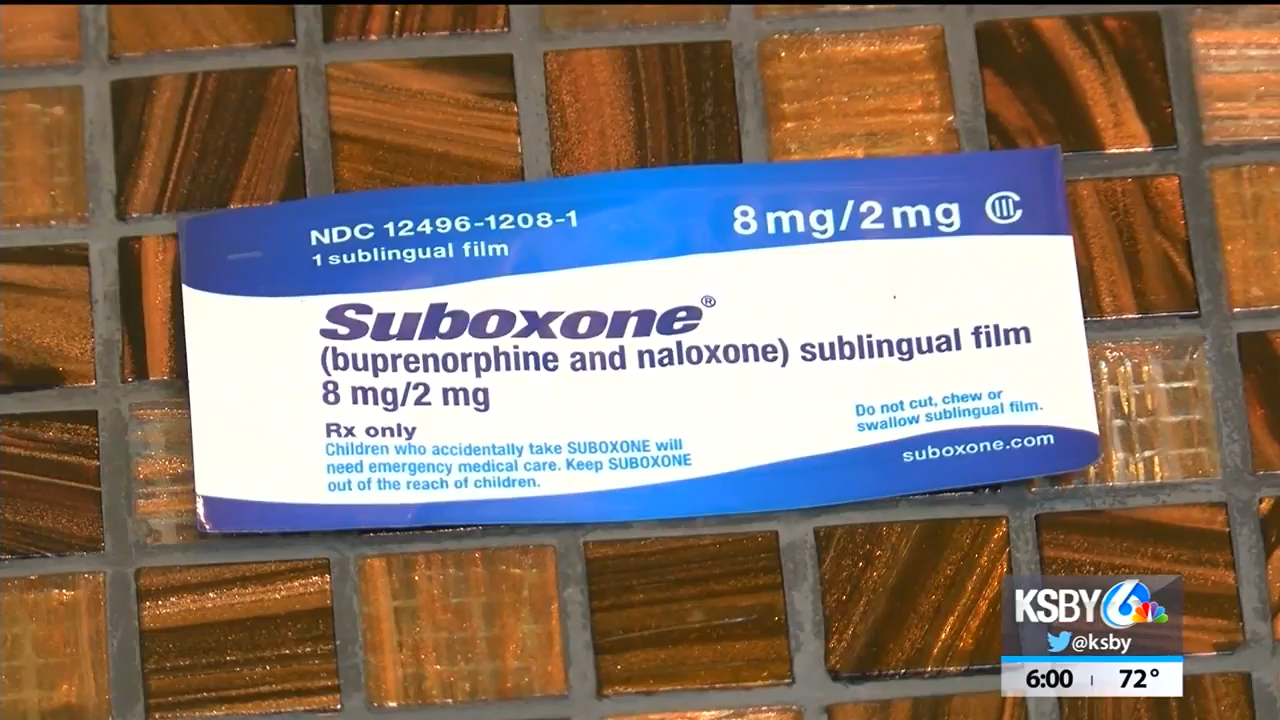 NDC 12496-1208-1
1 sublingual film
8 mg/2 mg CIII
Suboxone®
(buprenorphine and naloxone) sublingual film
8 mg/2 mg
Rx only
Children who accidentally take SUBOXONE will
need emergency medical care. Keep SUBOXONE
out of the reach of children.
Do not cut, chew or
swallow sublingual film.
suboxone.com
KSBY 6
@ksby
6:00 72°